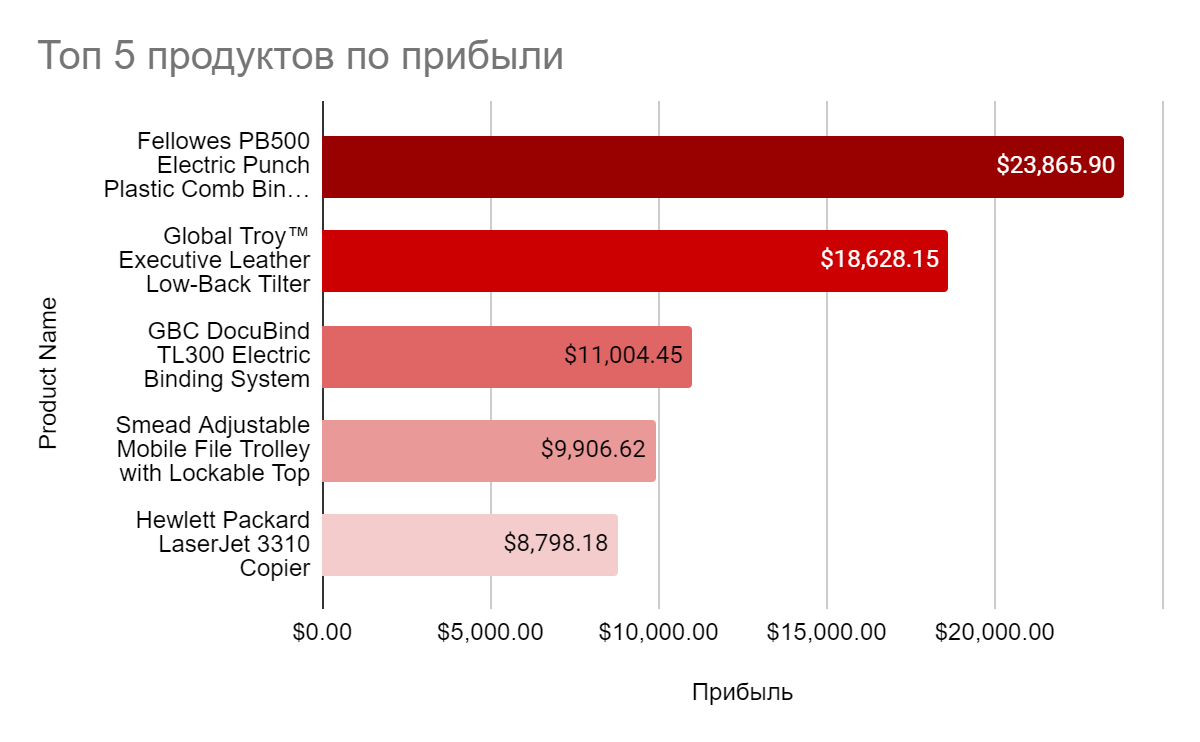 Топ 5 продуктов по прибыли
Fellowes PB500
Electric Punch
Plastic Comb Bin…
$23,865.90
Global Troy™
Executive Leather
Low-Back Tilter
$18,628.15
GBC DocuBind
TL300 Electric
Binding System
$11,004.45
Smead Adjustable
Mobile File Trolley
with Lockable Top
$9,906.62
Hewlett Packard
LaserJet 3310
Copier
$8,798.18
Product Name
$0.00 $5,000.00 $10,000.00 $15,000.00 $20,000.00
Прибыль